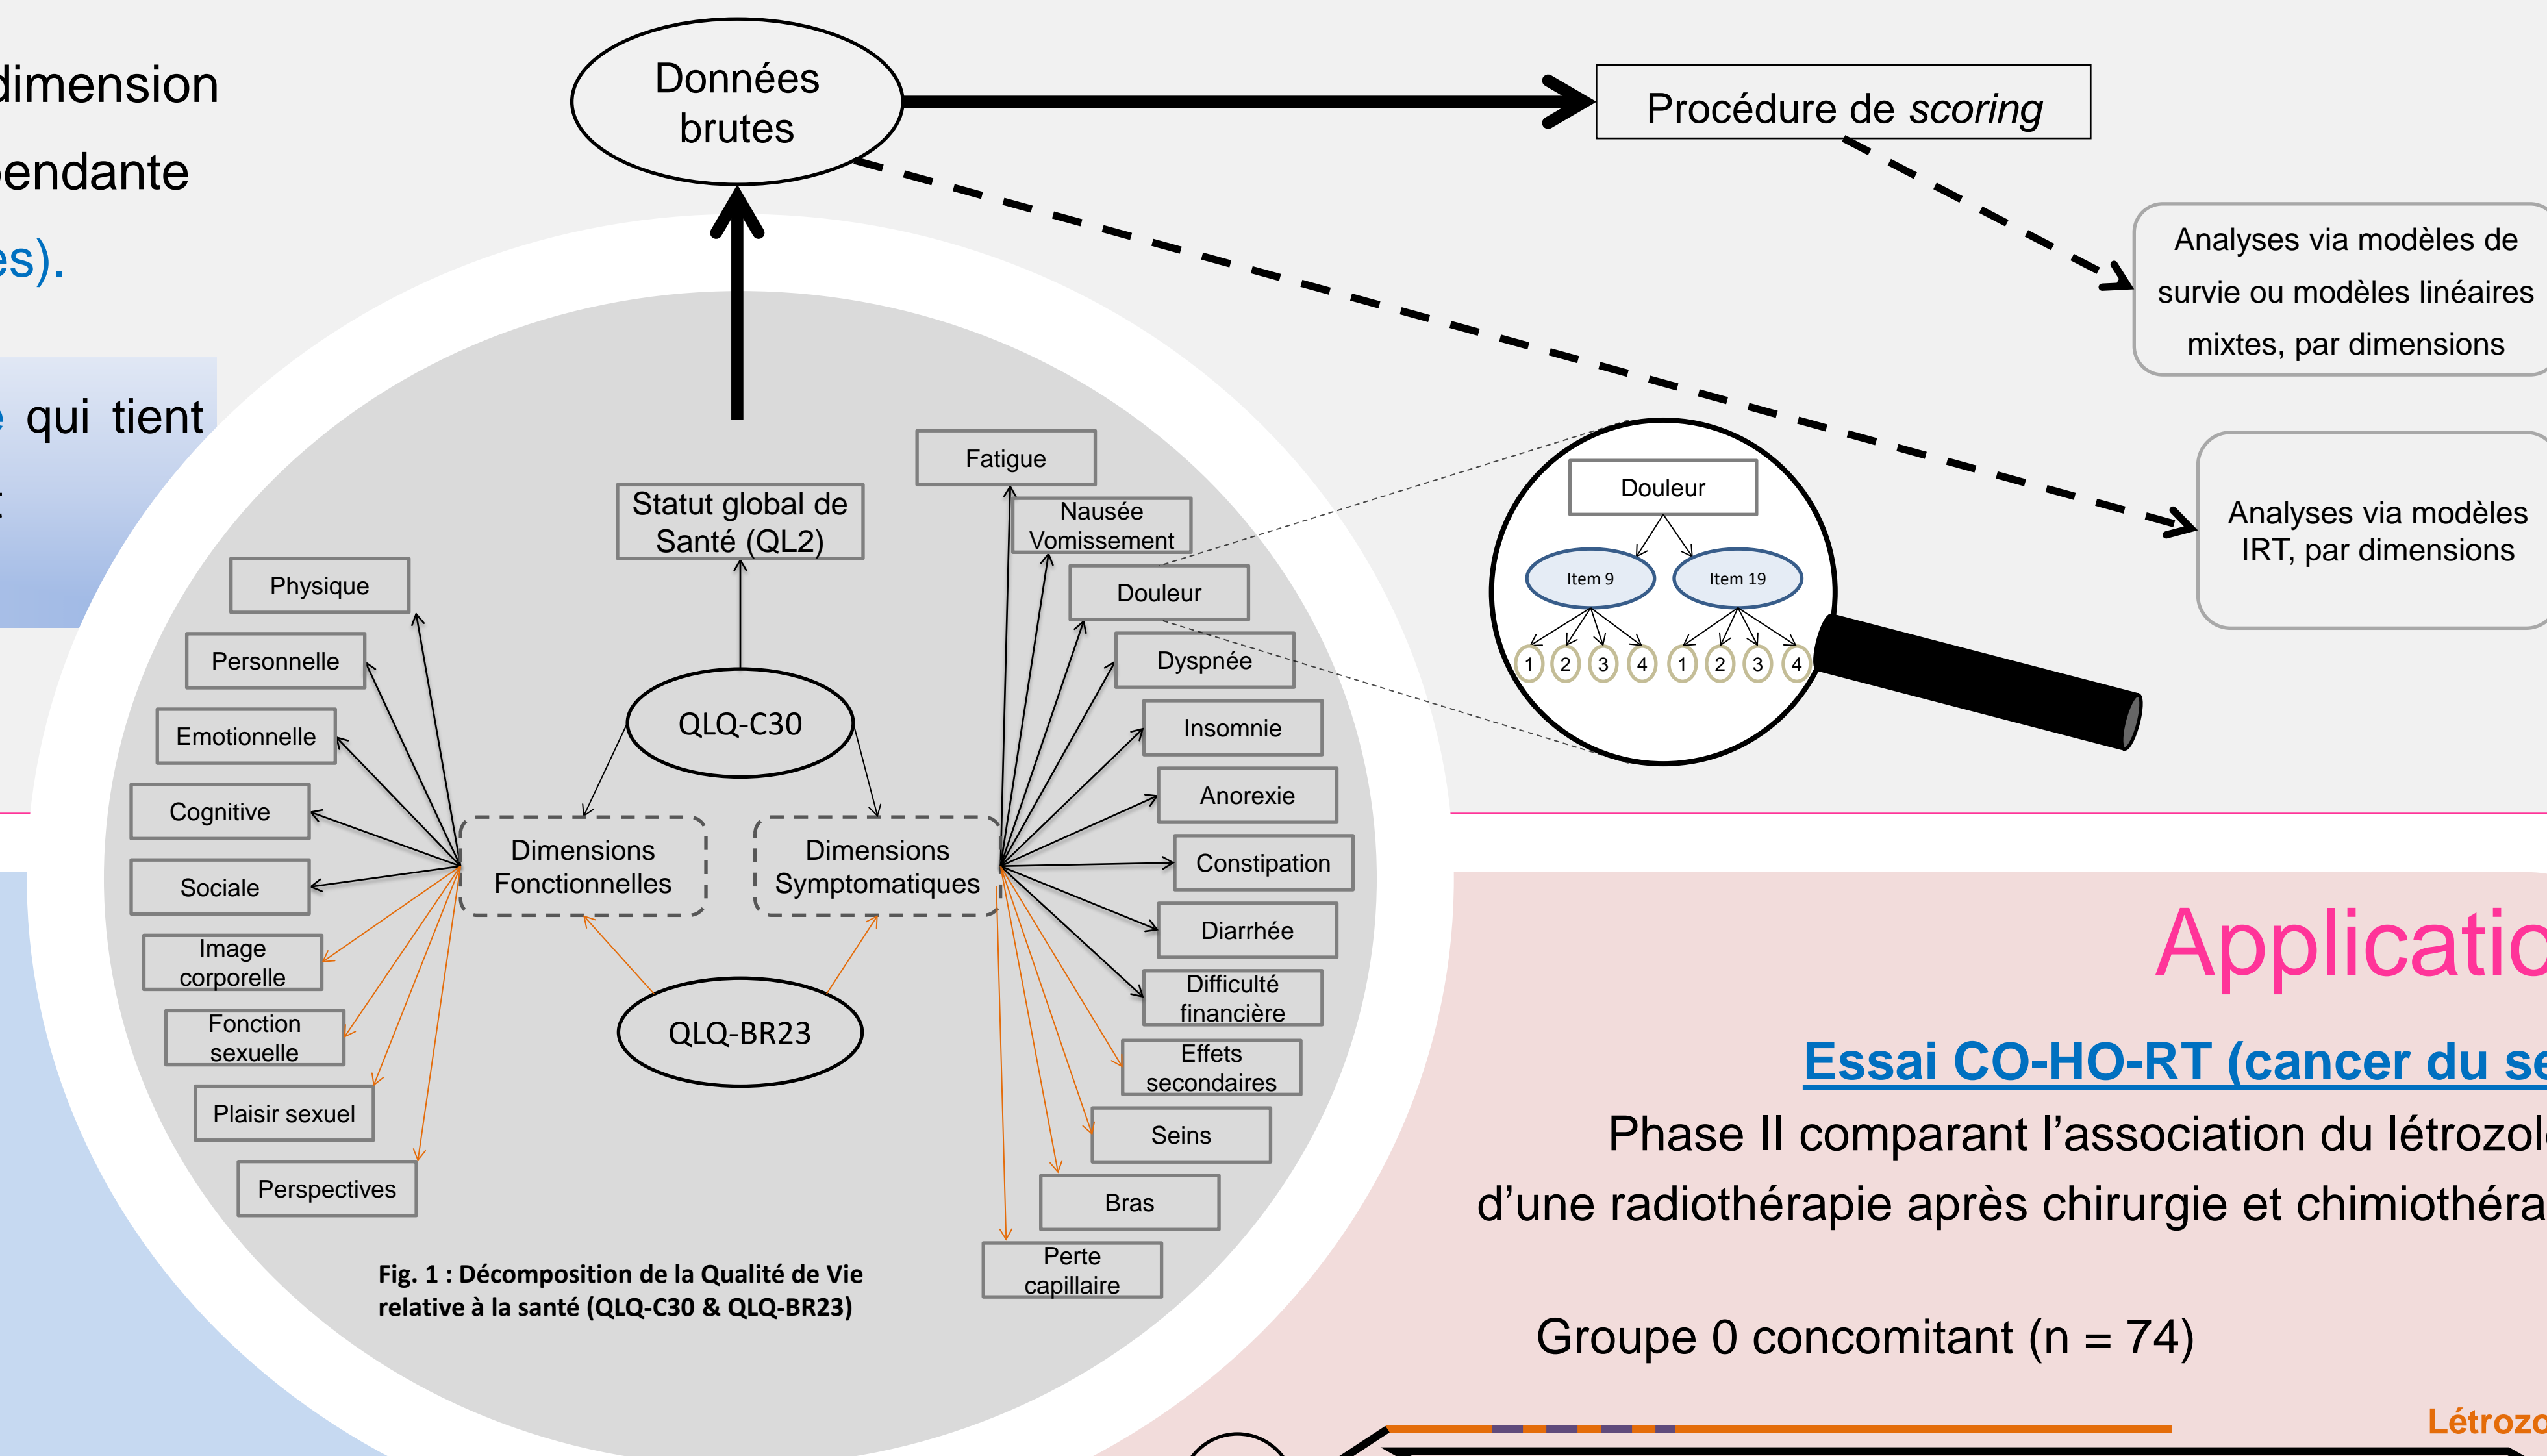 Données
brutes
Procédure de scoring
dimension
es).
qui tient
Analyses via modèles de
survie ou modèles linéaires
mixtes, par dimensions
Analyses via modèles
IRT, par dimensions
Douleur
Item 9
Item 19
1 2 3 4 1 2 3 4
Statut global de
Santé (QL2)
QLQ-C30
Dimensions
Fonctionnelles
Dimensions
Symptomatiques
QLQ-BR23
Physique
Personnelle
Emotionnelle
Cognitive
Sociale
Image
corporelle
Fonction
sexuelle
Plaisir sexuel
Perspectives
Fatigue
Nausée
Vomissement
Douleur
Dyspnée
Insomnie
Anorexie
Constipation
Diarrhée
Difficulté
financière
Effets
secondaires
Seins
Bras
Perte
capillaire
Fig. 1 : Décomposition de la Qualité de Vie
relative à la santé (QLQ-C30 & QLQ-BR23)
Applicatio
Essai CO-HO-RT (cancer du se
Phase II comparant l’association du létrozol
d’une radiothérapie après chirurgie et chimiothéra
Groupe 0 concomitant (n = 74)
Létrozo